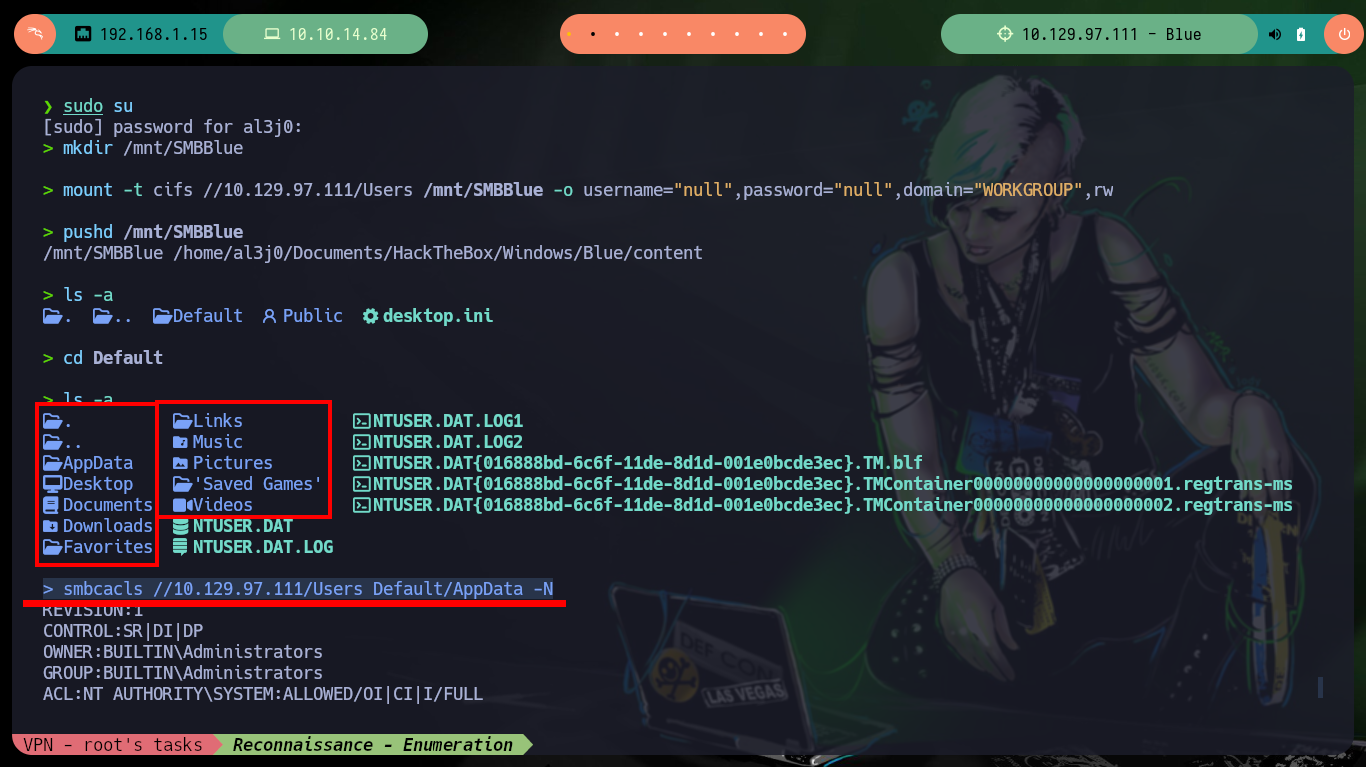 192.168.1.15 10.10.14.84 10.129.97.111 - Blue
❯ sudo su
[sudo] password for al3j0:
> mkdir /mnt/SMBBlue
> mount -t cifs //10.129.97.111/Users /mnt/SMBBlue -o username="null",password="null",domain="WORKGROUP",rw
> pushd /mnt/SMBBlue
/mnt/SMBBlue /home/al3j0/Documents/HackTheBox/Windows/Blue/content
> ls -a
. .. Default Public desktop.ini
> cd Default
> ls -a
. Links NTUSER.DAT.LOG1
.. Music NTUSER.DAT.LOG2
AppData Pictures NTUSER.DAT{016888bd-6c6f-11de-8d1d-001e0bcde3ec}.TM.blf
Desktop 'Saved Games' NTUSER.DAT{016888bd-6c6f-11de-8d1d-001e0bcde3ec}.TMContainer00000000000000000001.regtrans-ms
Documents Videos NTUSER.DAT{016888bd-6c6f-11de-8d1d-001e0bcde3ec}.TMContainer00000000000000000002.regtrans-ms
Downloads NTUSER.DAT
Favorites NTUSER.DAT.LOG
> smbcacls //10.129.97.111/Users Default/AppData -N
REVISION:1
CONTROL:SR|DI|DP
OWNER:BUILTIN\Administrators
GROUP:BUILTIN\Administrators
ACL:NT AUTHORITY\SYSTEM:ALLOWED/OI|CI|I/FULL
DEF CON
LAS VEGAS
VPN - root's tasks Reconnaissance - Enumeration